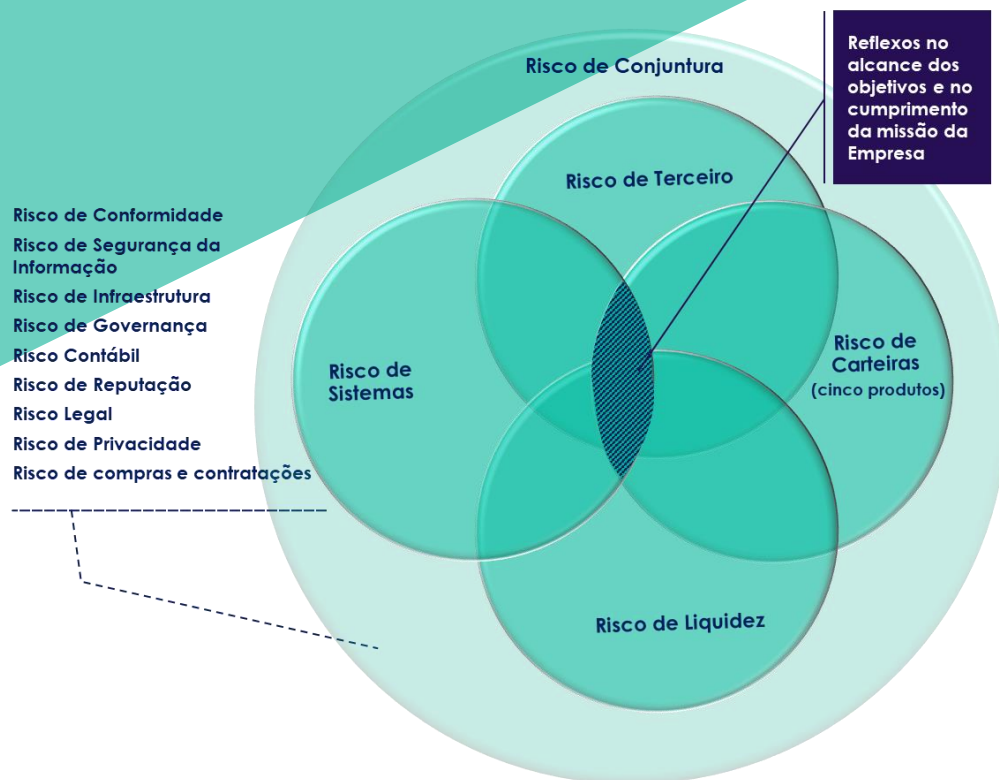 Reflexos no
alcance dos
objetivos e no
cumprimento
da missão da
Empresa
Risco de Conjuntura
Risco de Terceiro
Risco de Conformidade
Risco de Segurança da
Informação
Risco de Infraestrutura
Risco de Governança
Risco Contábil
Risco de Reputação
Risco Legal
Risco de Privacidade
Risco de compras e contratações
Risco de
Sistemas
Risco de
Carteiras
(cinco produtos)
Risco de Liquidez